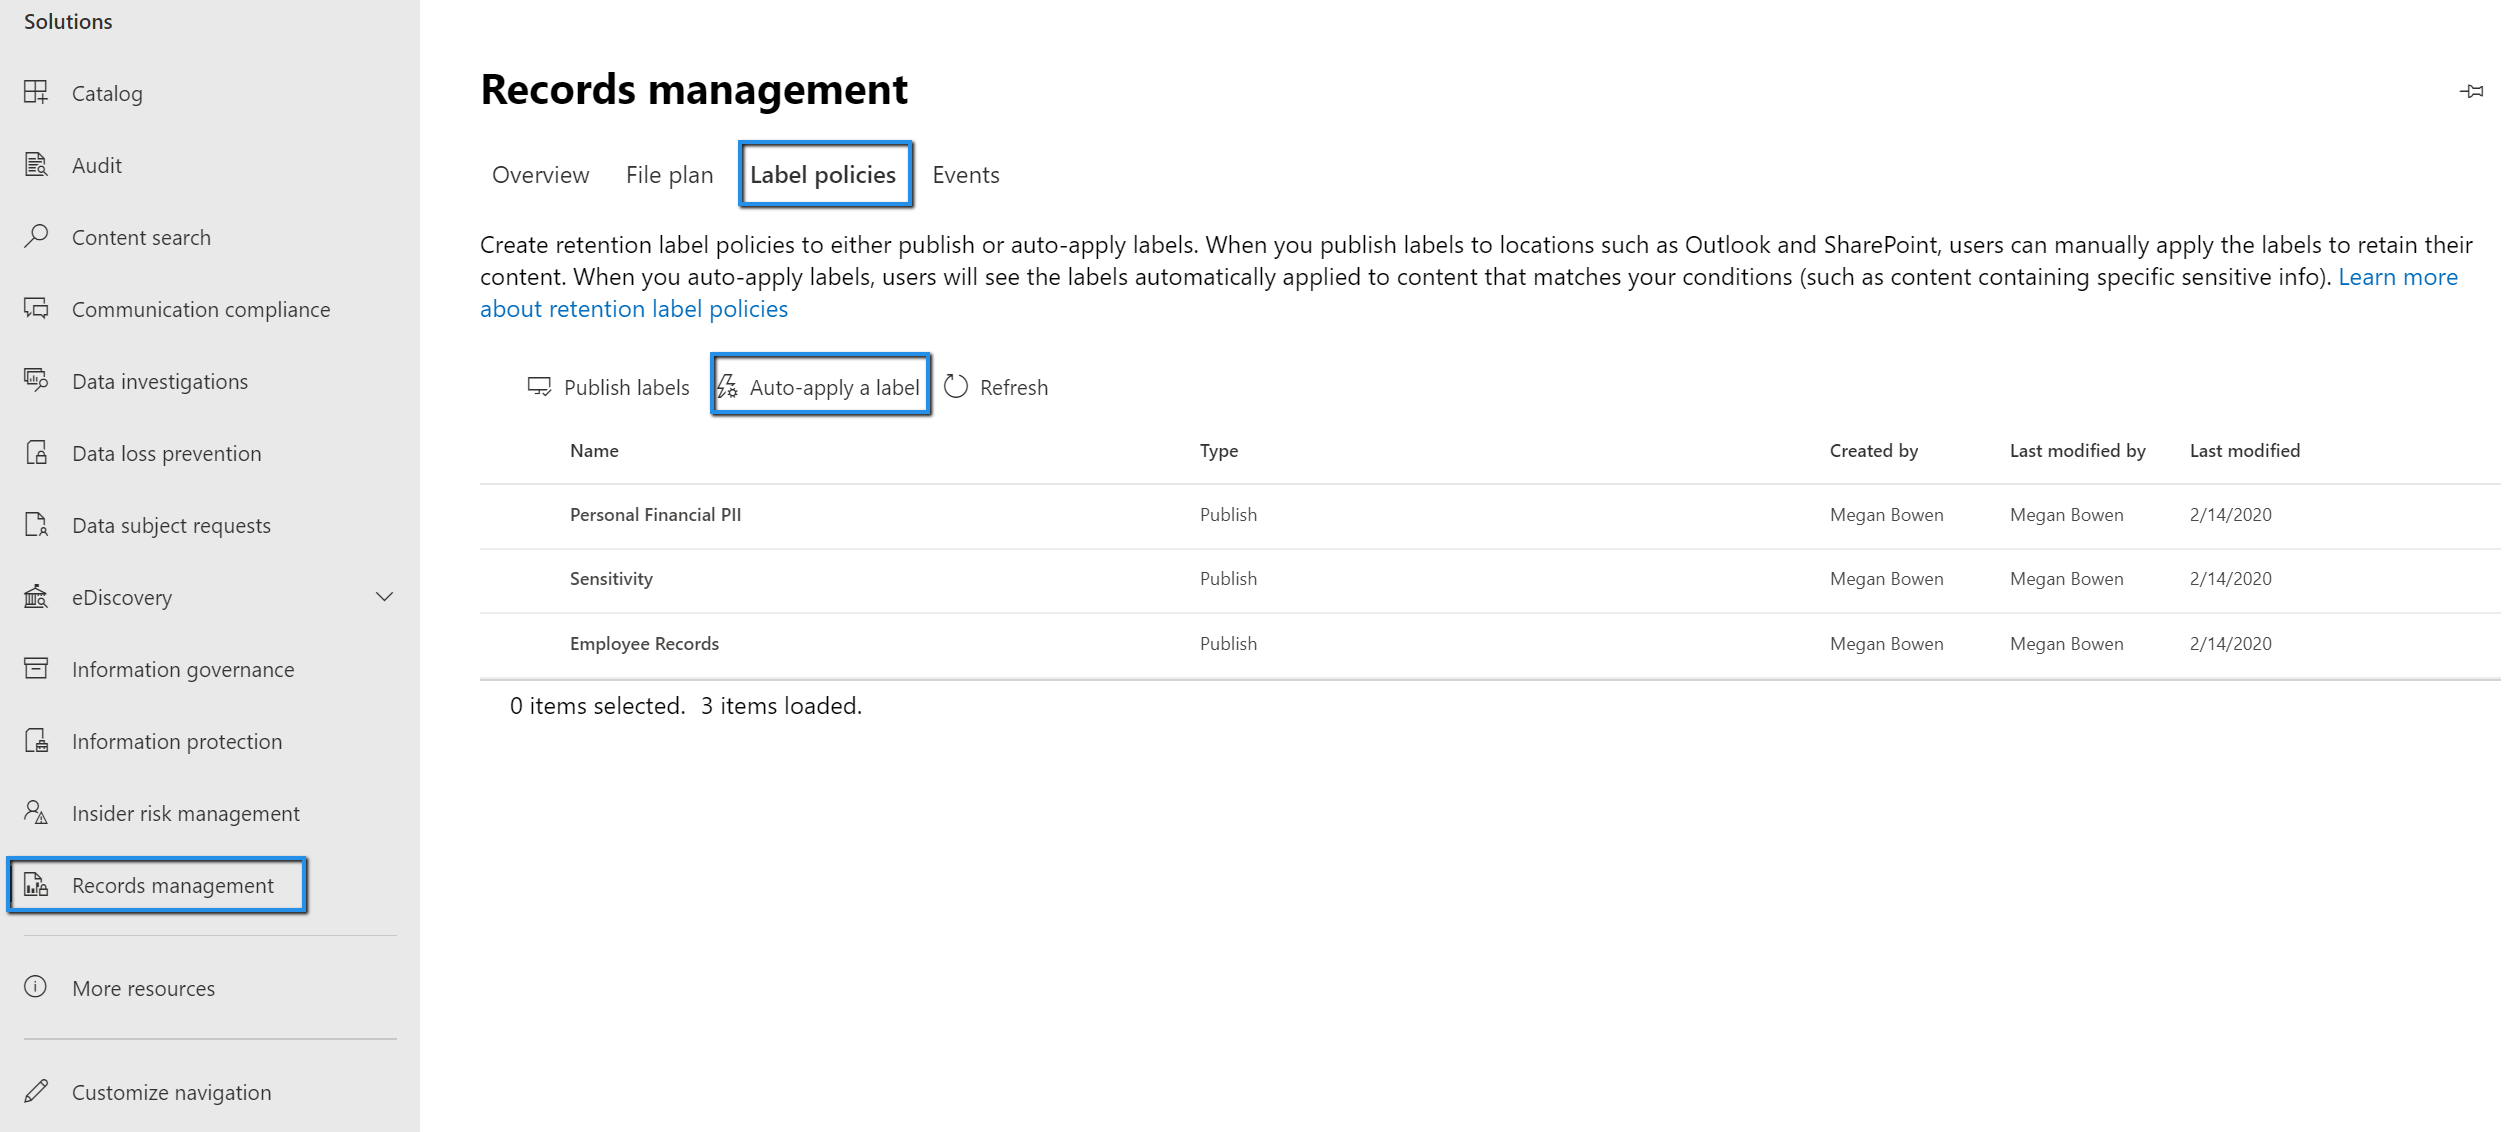 Solutions
Catalog
Audit
Content search
Communication compliance
Data investigations
Data loss prevention
Data subject requests
eDiscovery
Information governance
Information protection
Insider risk management
Records management
More resources
Customize navigation
Records management
Overview File plan Label policies Events
Create retention label policies to either publish or auto-apply labels. When you publish labels to locations such as Outlook and SharePoint, users can manually apply the labels to retain their
content. When you auto-apply labels, users will see the labels automatically applied to content that matches your conditions (such as content containing specific sensitive info). Learn more
about retention label policies
Publish labels Auto-apply a label Refresh
Name Type Created by Last modified by Last modified
Personal Financial PII Publish Megan Bowen Megan Bowen 2/14/2020
Sensitivity Publish Megan Bowen Megan Bowen 2/14/2020
Employee Records Publish Megan Bowen Megan Bowen 2/14/2020
0 items selected. 3 items loaded.